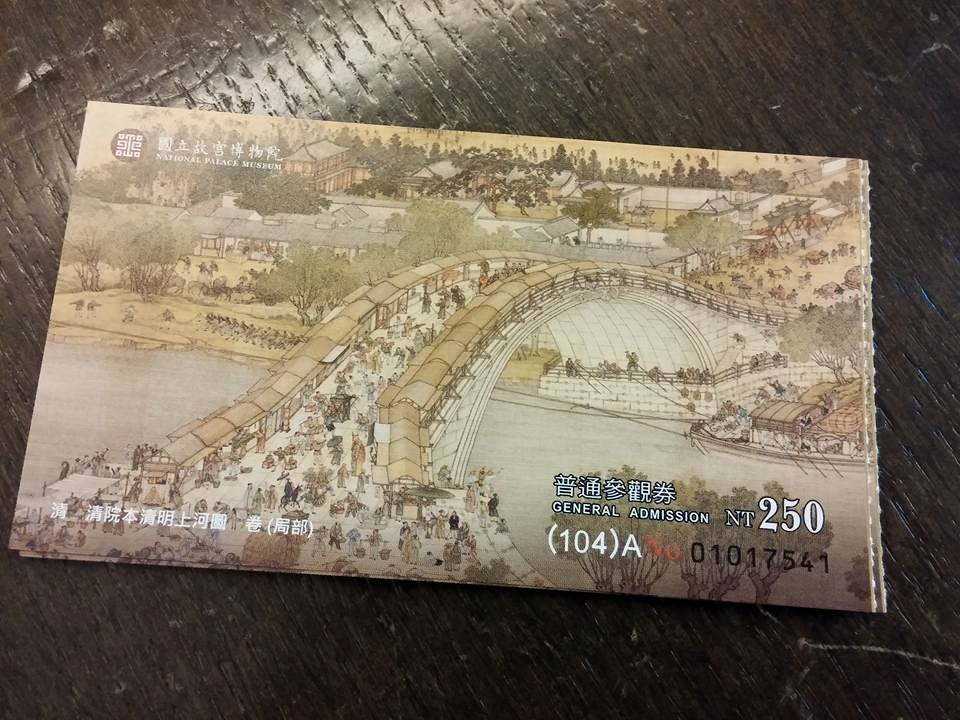 國立故宮博物院
NATIONAL PALACE MUSEUM
清 清院本清明上河圖 卷 (局部)
普通參觀券
GENERAL ADMISSION NT 250
(104)A No 01017541